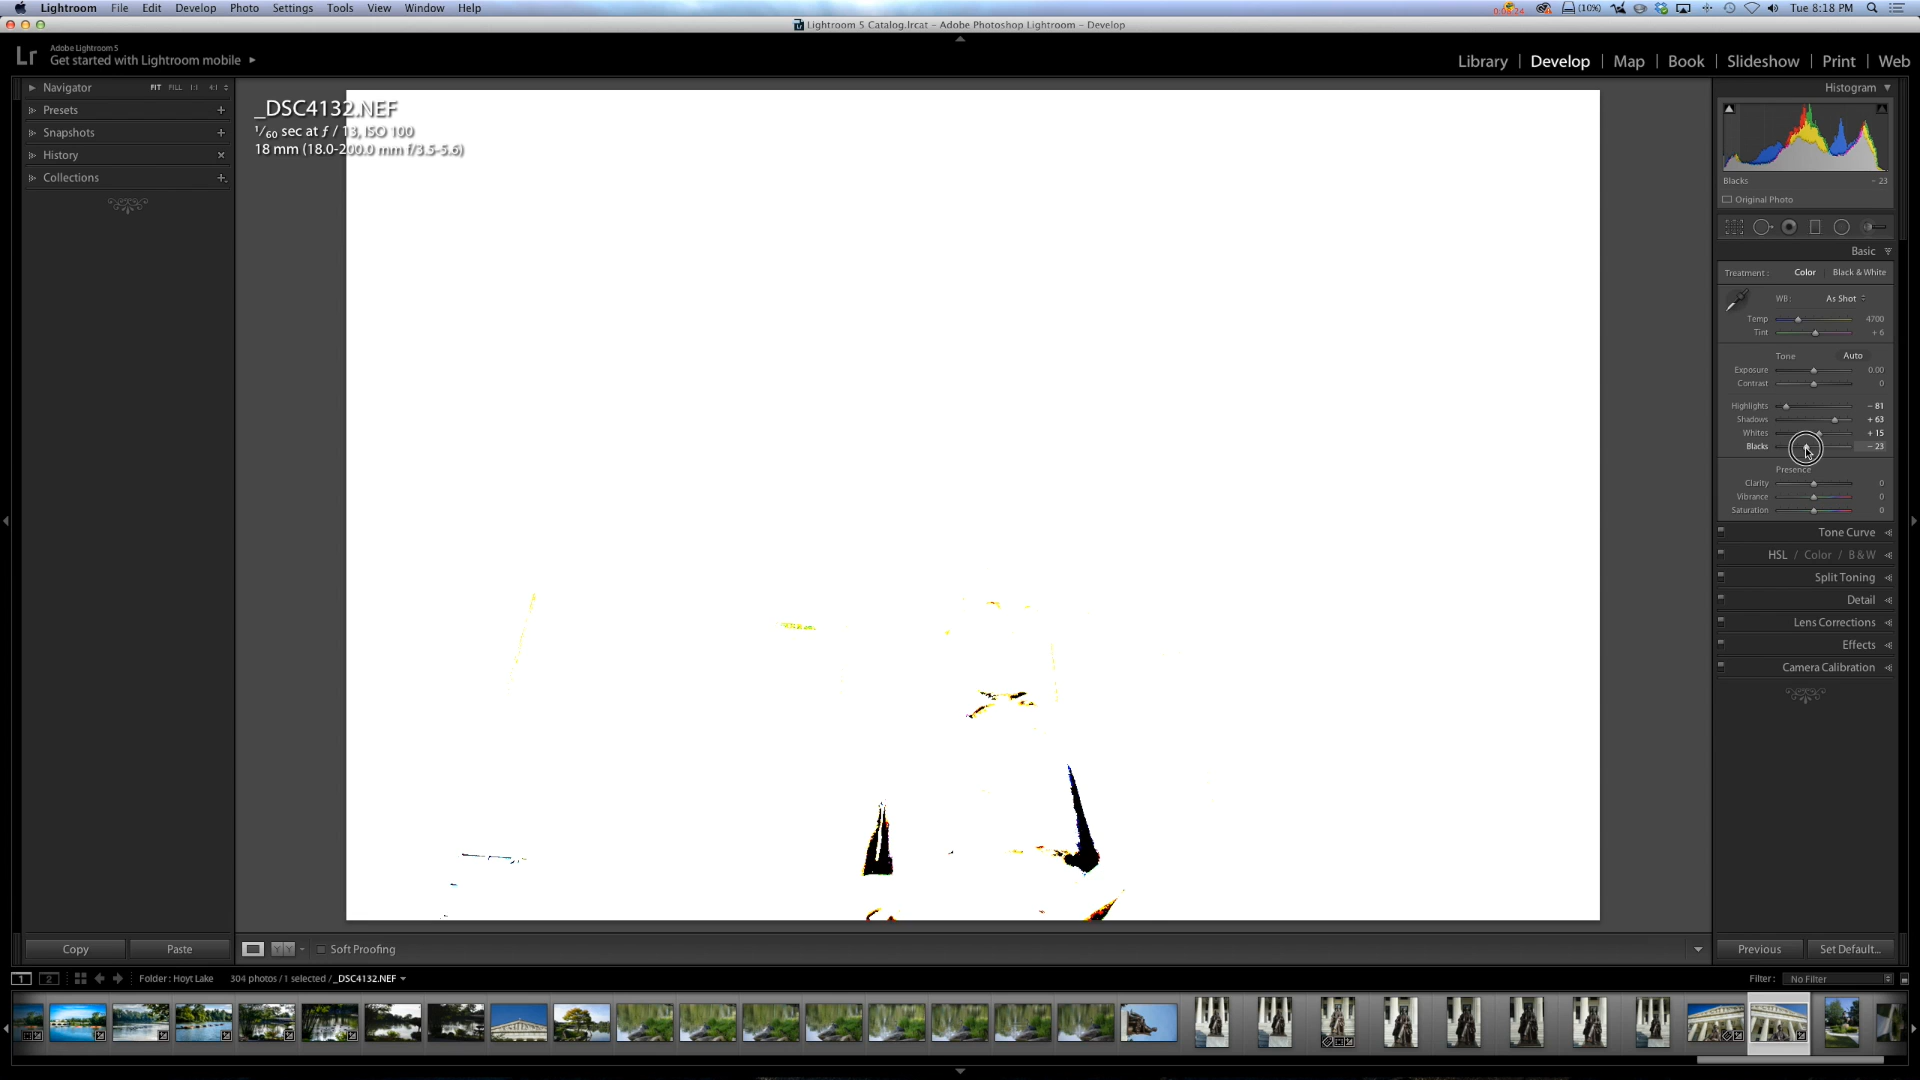 Lightroom File Edit Develop Photo Settings Tools View Window Help
(10%) Tue 8:18 PM
Lightroom 5 Catalog.lrcat – Adobe Photoshop Lightroom – Develop
Lr Adobe Lightroom 5
Get started with Lightroom mobile
Library | Develop | Map | Book | Slideshow | Print | Web
Navigator FIT FILL 1:1
Presets
Snapshots
History
Collections
_DSC4132.NEF
1/60 sec at ƒ / 13, ISO 100
18 mm (18.0-200.0 mm f/3.5-5.6)
Histogram
Blacks – 23
Original Photo
Basic
Treatment : Color Black & White
WB: As Shot
Temp 4700
Tint + 6
Tone Auto
Exposure 0.00
Contrast 0
Highlights – 81
Shadows + 63
Whites + 15
Blacks – 23
Presence
Clarity 0
Vibrance 0
Saturation 0
Tone Curve
HSL / Color / B & W
Split Toning
Detail
Lens Corrections
Effects
Camera Calibration
Copy Paste
Soft Proofing
Previous Set Default...
1 2 Folder : Hoyt Lake 304 photos / 1 selected / _DSC4132.NEF
Filter : No Filter